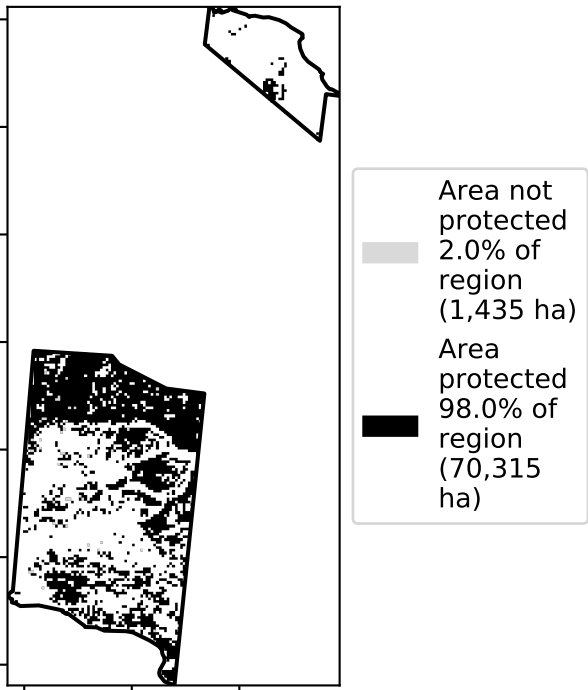 Area not
protected
2.0% of
region
(1,435 ha)
Area
protected
98.0% of
region
(70,315
ha)